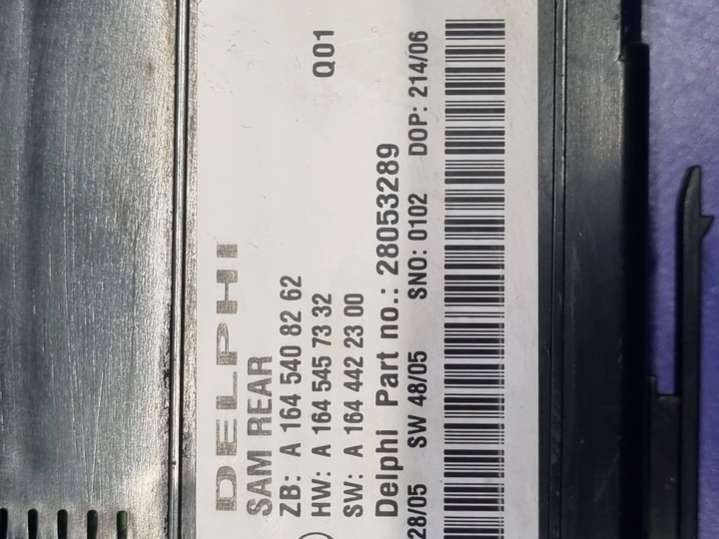 DELPHI
SAM REAR Q01
ZB: A 164 540 82 62
HW: A 164 545 73 32
SW: A 164 442 23 00
Delphi Part no.: 28053289
28/05 SW 48/05 SNO: 0102 DOP: 214/06